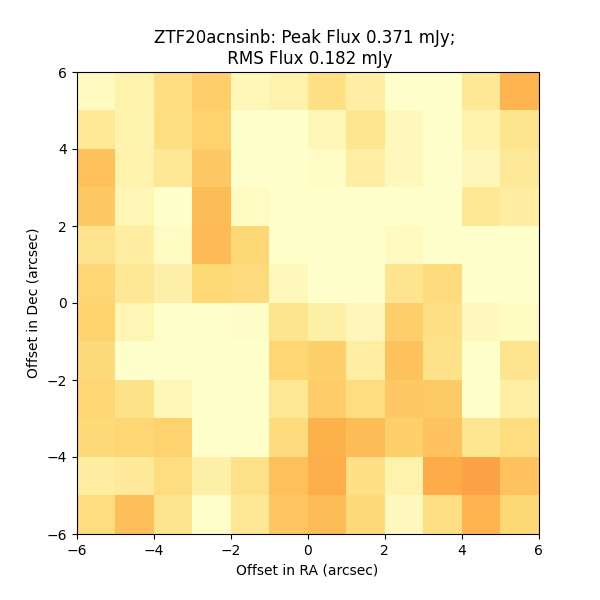 ZTF20acnsinb: Peak Flux 0.371 mJy;
RMS Flux 0.182 mJy
6
4
2
0
−2
−4
−6
Offset in Dec (arcsec)
−6 −4 −2 0 2 4 6
Offset in RA (arcsec)